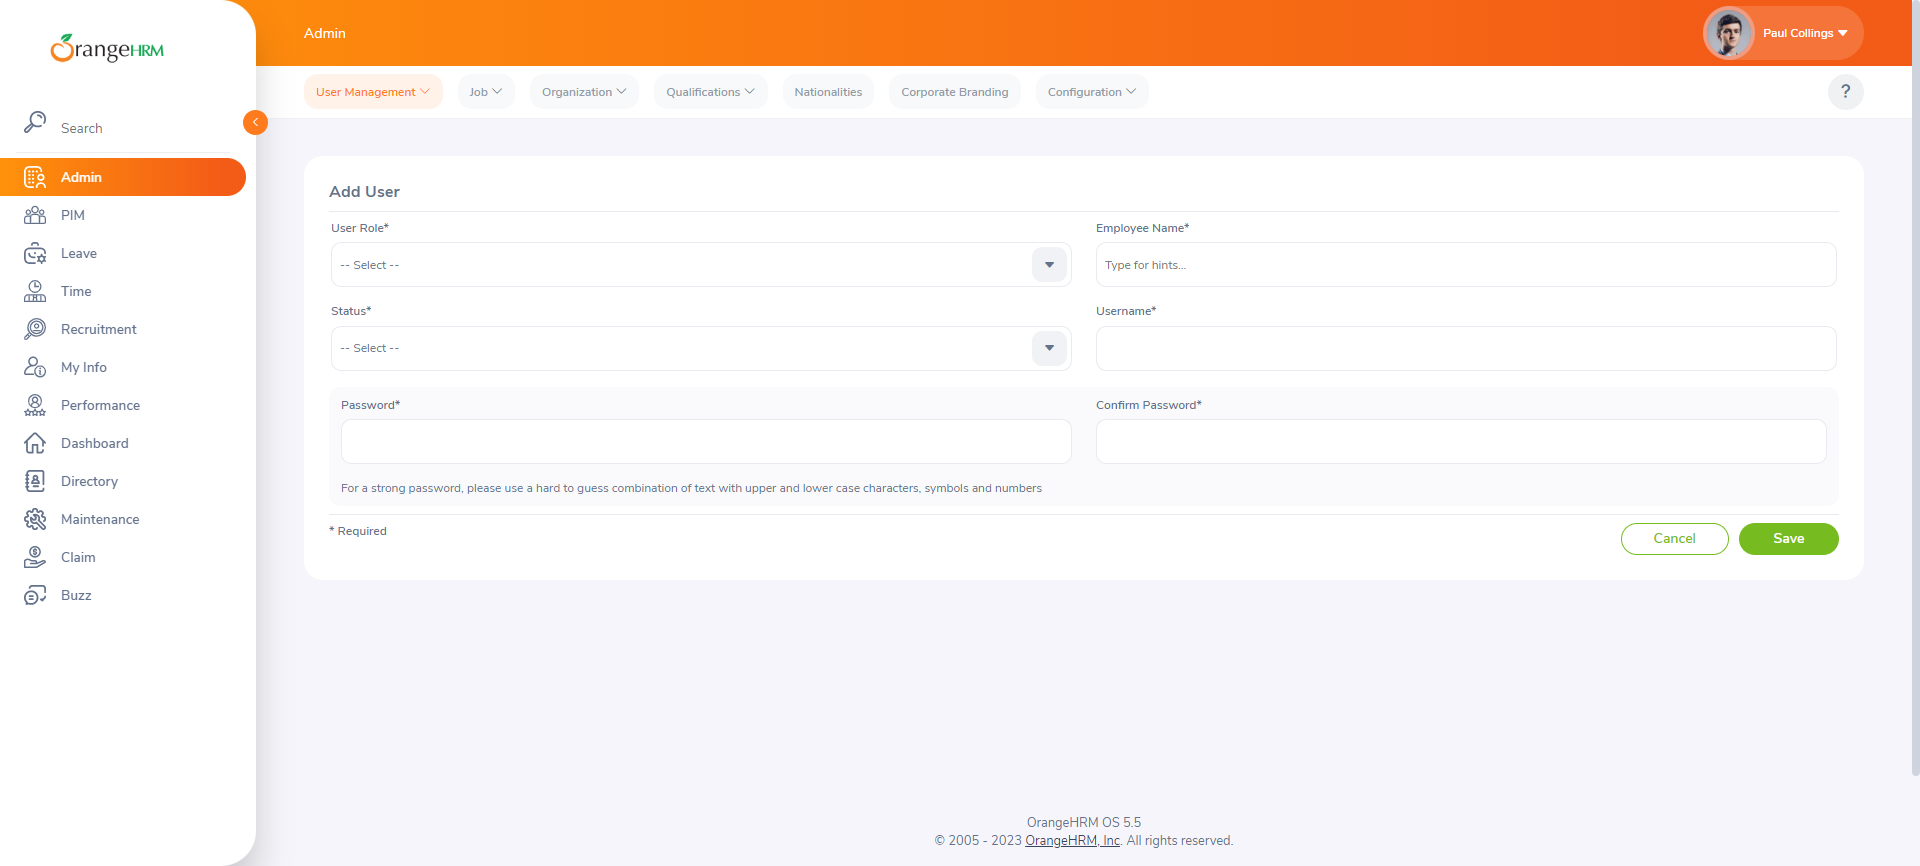 OrangeHRM
Search
Admin
PIM
Leave
Time
Recruitment
My Info
Performance
Dashboard
Directory
Maintenance
Claim
Buzz
Admin
Paul Collings
User Management
Job
Organization
Qualifications
Nationalities
Corporate Branding
Configuration
?
Add User
User Role*
Employee Name*
-- Select --
Type for hints...
Status*
Username*
-- Select --
Password*
Confirm Password*
For a strong password, please use a hard to guess combination of text with upper and lower case characters, symbols and numbers
* Required
Cancel
Save
OrangeHRM OS 5.5
© 2005 - 2023 OrangeHRM, Inc. All rights reserved.